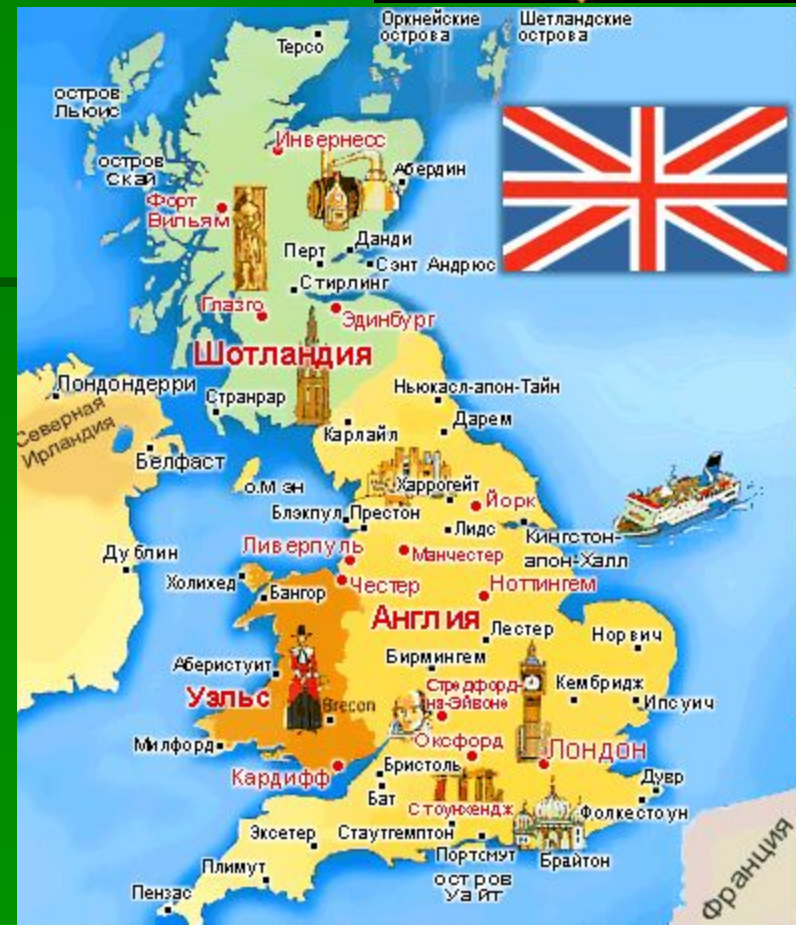 Оркнейские
острова
Шетландские
острова
Терсо
остров
Льюис
Инвернесс
остров
Скай
Абердин
Форт
Вильям
Данди
Перт
Сэнт Андрюс
Стирлинг
Глазго
Эдинбург
Шотландия
Лондондерри
Ньюкасл-апон-Тайн
Странрар
Дарем
Северная
Ирландия
Карлайл
Белфаст
о.Мэн
Харрогейт
Йорк
Блэкпул
Престон
Лидс
Кингстон-
апон-Халл
Ливерпуль
Манчестер
Дублин
Холихед
Честер
Бангор
Ноттингем
Англия
Лестер
Норвич
Бирмингем
Аберистуит
Стредфорд-
на-Эйвоне
Кембридж
Уэльс
Ипсуич
Brecon
Милфорд
Оксфорд
Лондон
Кардифф
Бристоль
Дувр
Бат
Стоунхендж
Фолкестоун
Эксетер
Стаутгемптон
Портсмут
Брайтон
Плимут
остров
Уайт
Пензас
Франция